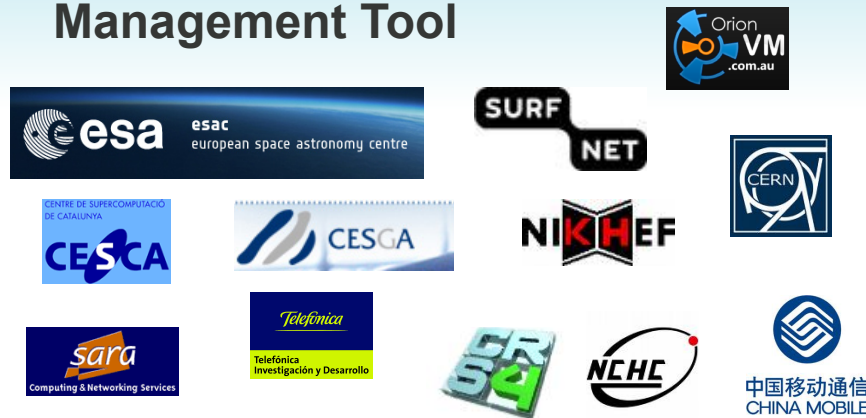 Management Tool
Orion
VM
.com.au
esa
esac
european space astronomy centre
SURF
NET
CERN
CENTRE DE SUPERCOMPUTACIÓ
DE CATALUNYA
CESCA
CESGA
NIKHEF
Telefónica
Telefónica
Investigación y Desarrollo
sara
Computing & Networking Services
CRS4
NCHC
中国移动通信
CHINA MOBILE